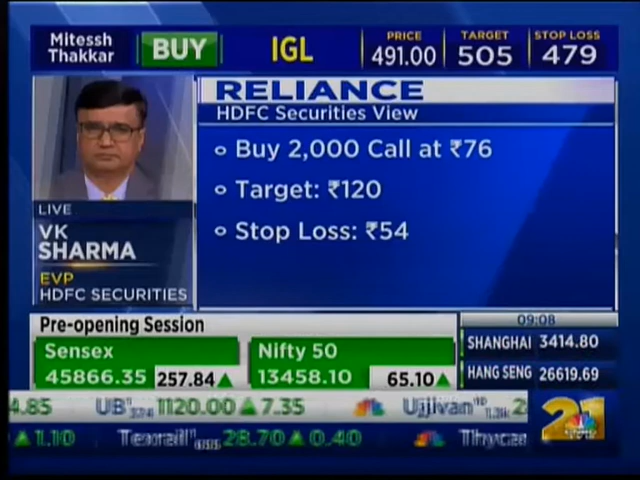 Mitessh
Thakkar
BUY
IGL
PRICE
491.00
TARGET
505
STOP LOSS
479
RELIANCE
HDFC Securities View
Buy 2,000 Call at ₹76
Target: ₹120
Stop Loss: ₹54
LIVE
VK
SHARMA
EVP
HDFC SECURITIES
Pre-opening Session
Sensex
45866.35 257.84▲
Nifty 50
13458.10 65.10▲
09:08
SHANGHAI 3414.80
HANG SENG 26619.69
4.85 UB 1120.00▲7.35 Ujjivan
▲1.10 28.70▲0.40
21